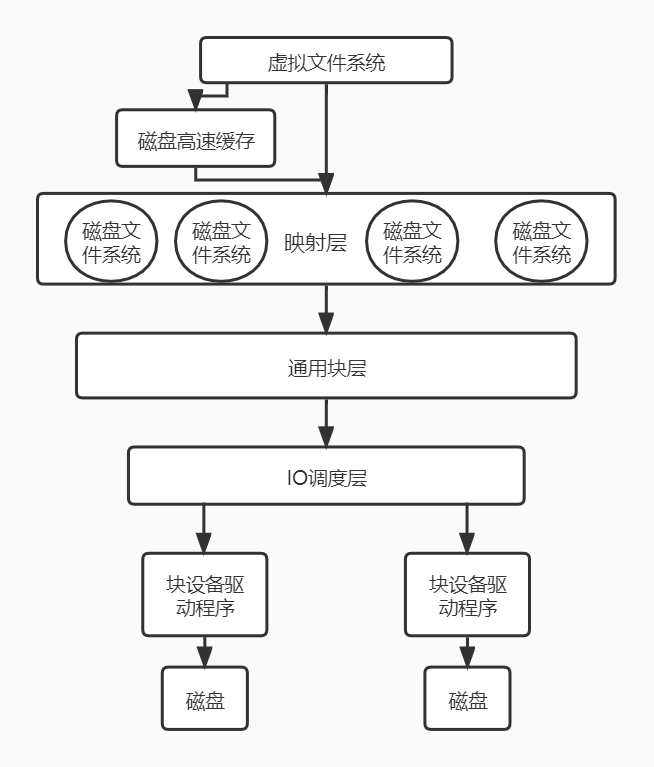 虚拟文件系统
磁盘高速缓存
磁盘文
件系统
磁盘文
件系统
映射层
磁盘文
件系统
磁盘文
件系统
通用块层
IO调度层
块设备驱
动程序
块设备驱
动程序
磁盘
磁盘